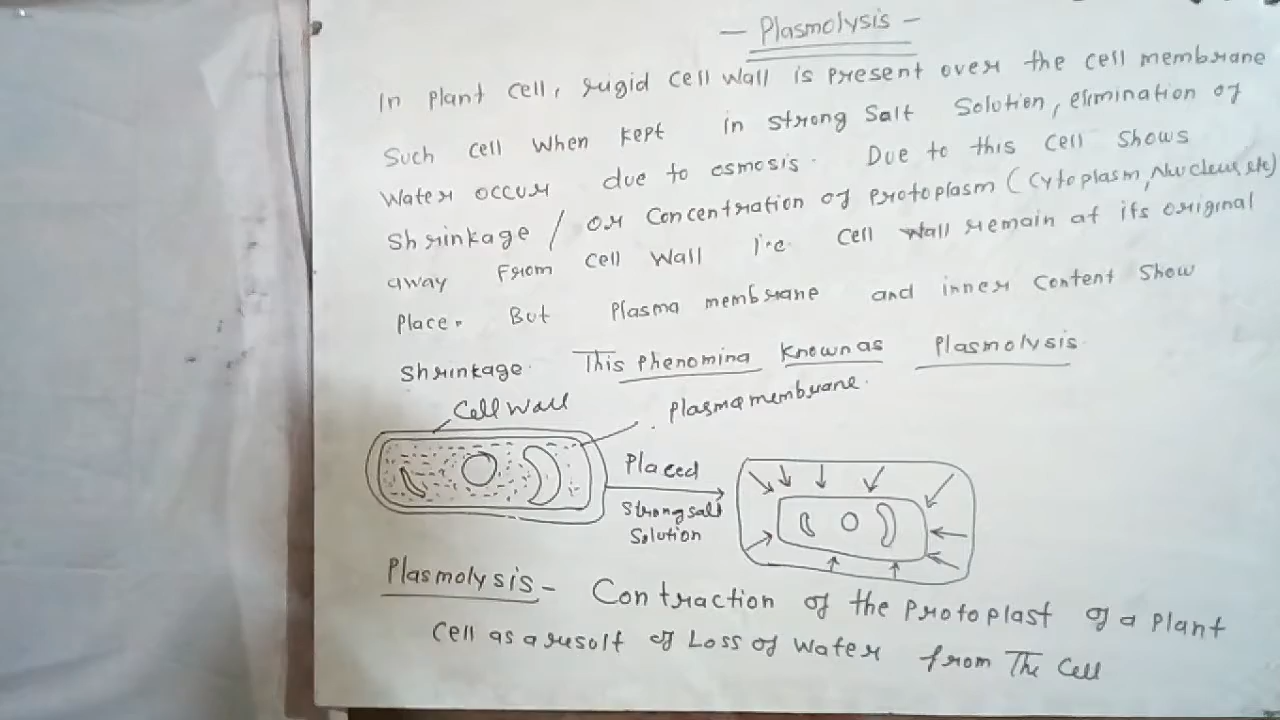 — Plasmolysis —
In plant cell, rigid cell wall is present over the cell membrane
Such cell when kept in strong salt solution, elimination of
Water occur due to osmosis. Due to this cell shows
Shrinkage / or Concentration of protoplasm (cytoplasm, Nucleus, etc)
away from cell wall i.e. cell wall remain at its original
place. But plasma membrane and inner content show
Shrinkage. This phenomina known as Plasmolysis.
Cell wall
plasma membrane.
Placed
Strong salt
Solution
Plasmolysis - Contraction of the protoplast of a plant
cell as a result of Loss of Water from The Cell